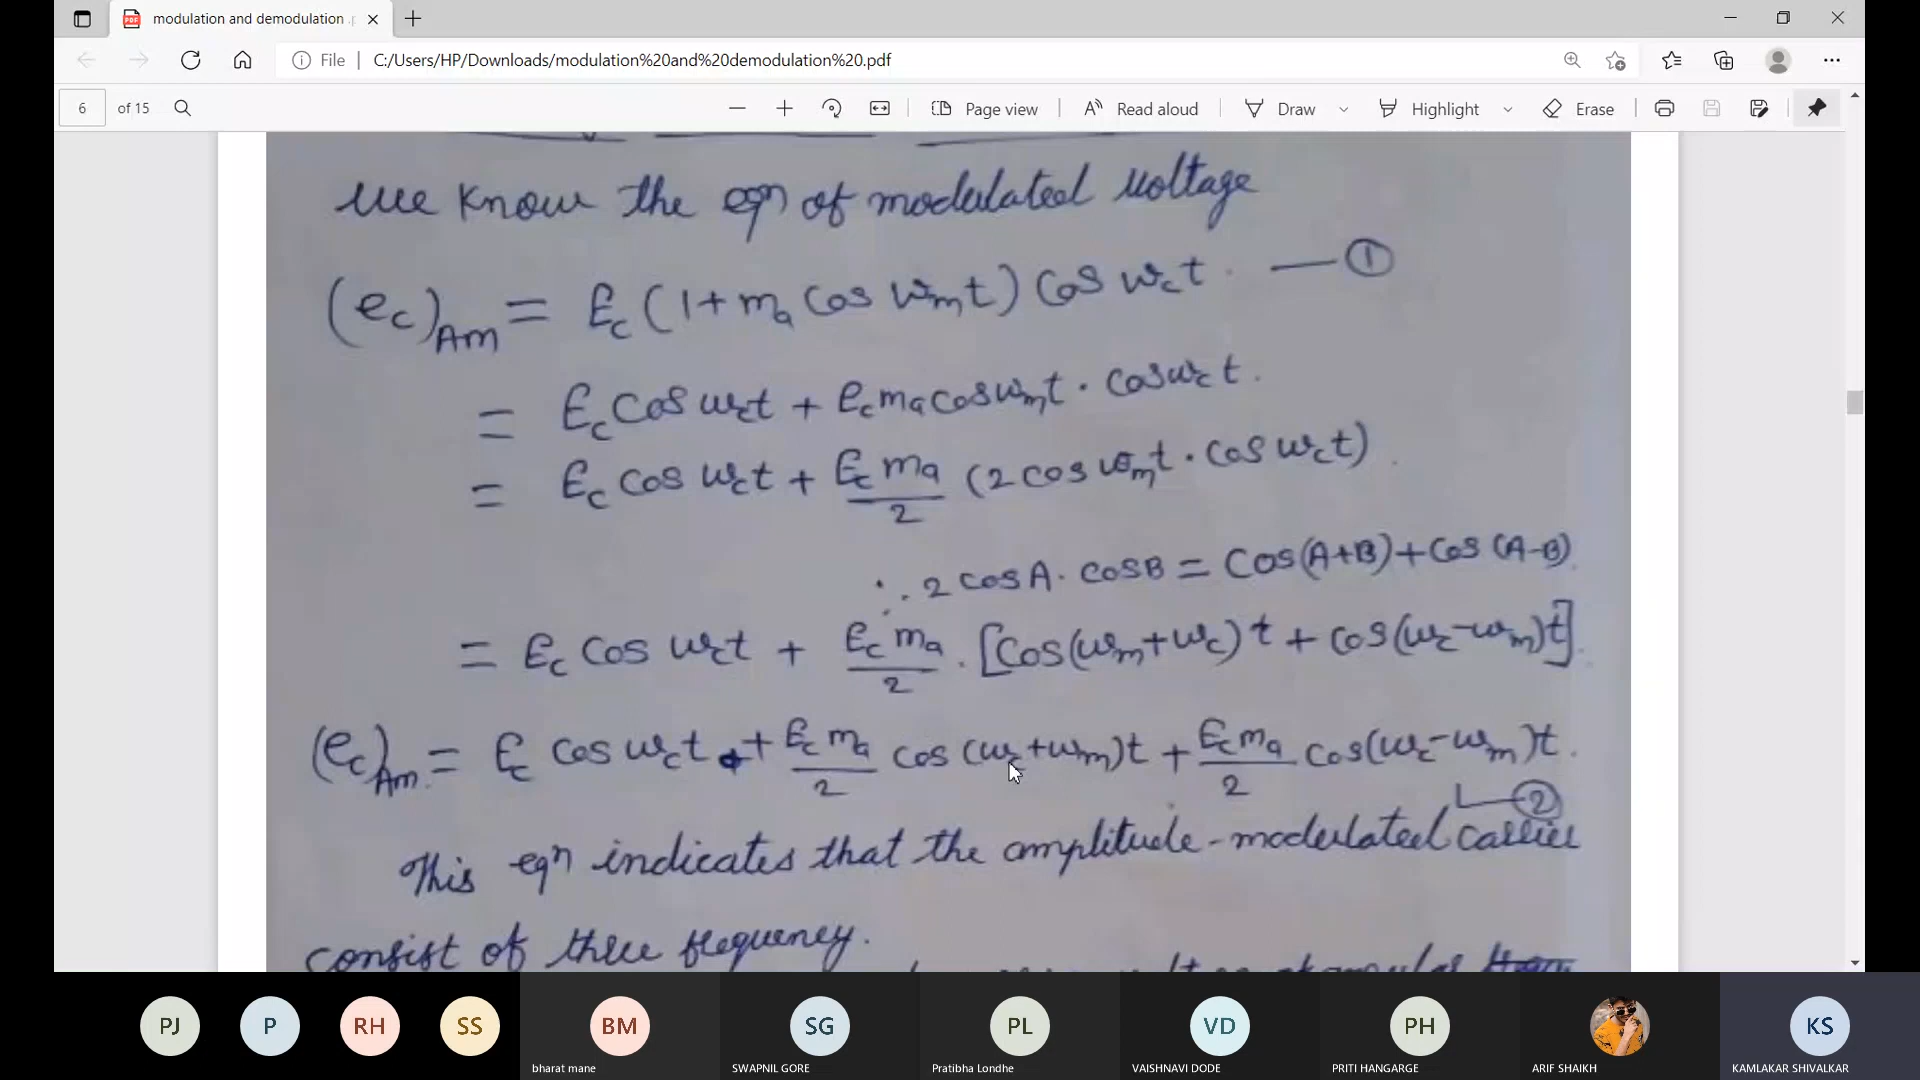 modulation and demodulation .p
File
C:/Users/HP/Downloads/modulation%20and%20demodulation%20.pdf
6 of 15
Page view
Read aloud
Draw
Highlight
Erase
we know the eqn of modulated voltage
(ec)Am = Ec (1 + ma cos ωmt) cos ωct. — ①
= Ec cos ωct + ec ma cos ωmt · cos ωct.
= Ec cos ωct + Ec ma/2 (2 cos ωmt · cos ωct)
∵ 2 cos A · cos B = cos (A+B) + cos (A-B)
= Ec cos ωct + Ec ma/2 · [cos (ωm+ωc) t + cos (ωc-ωm) t].
(ec)Am = Ec cos ωct + Ec ma/2 cos (ωc+ωm)t + Ec ma/2 cos (ωc-ωm)t.
②
This eqn indicates that the amplitude-modulated carrier
consist of three frequency.
PJ
P
RH
SS
BM
SG
PL
VD
PH
KS
bharat mane
SWAPNIL GORE
Pratibha Londhe
VAISHNAVI DODE
PRITI HANGARGE
ARIF SHAIKH
KAMLAKAR SHIVALKAR